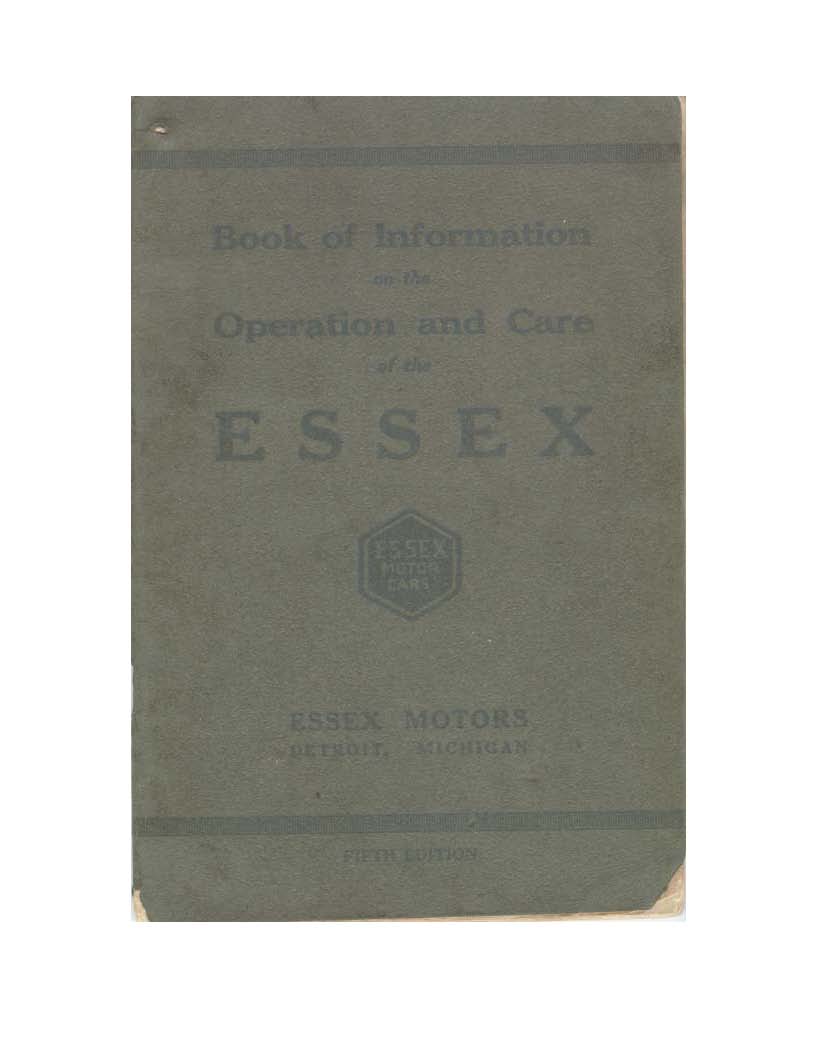 Book of Information
on the
Operation and Care
of the
ESSEX
ESSEX
MOTOR
CARS
ESSEX MOTORS
DETROIT, MICHIGAN
FIFTH EDITION